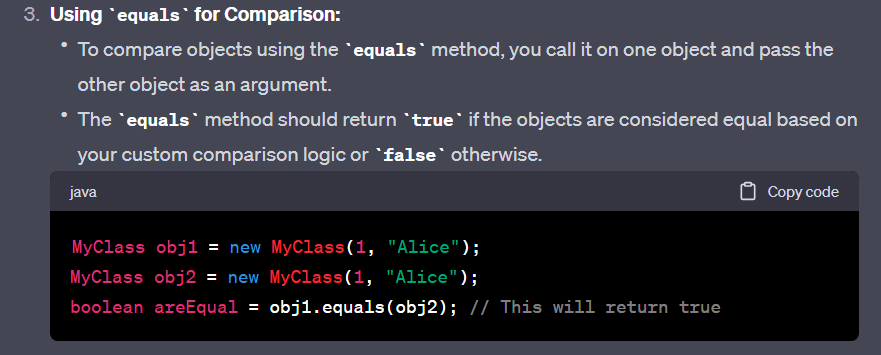 3. Using `equals` for Comparison:
• To compare objects using the `equals` method, you call it on one object and pass the
other object as an argument.
• The `equals` method should return `true` if the objects are considered equal based on
your custom comparison logic or `false` otherwise.
java Copy code
MyClass obj1 = new MyClass(1, "Alice");
MyClass obj2 = new MyClass(1, "Alice");
boolean areEqual = obj1.equals(obj2); // This will return true